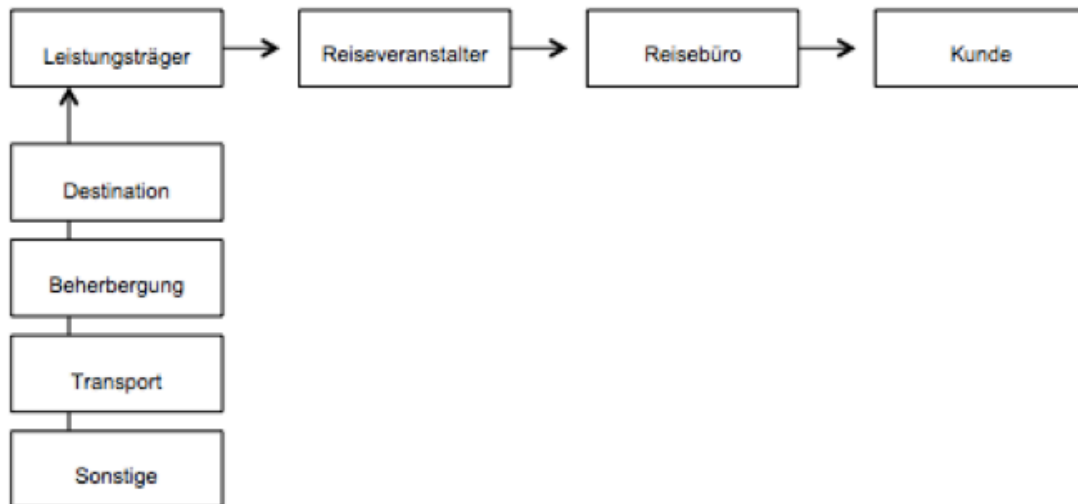 Leistungsträger
Reiseveranstalter
Reisebüro
Kunde
Destination
Beherbergung
Transport
Sonstige